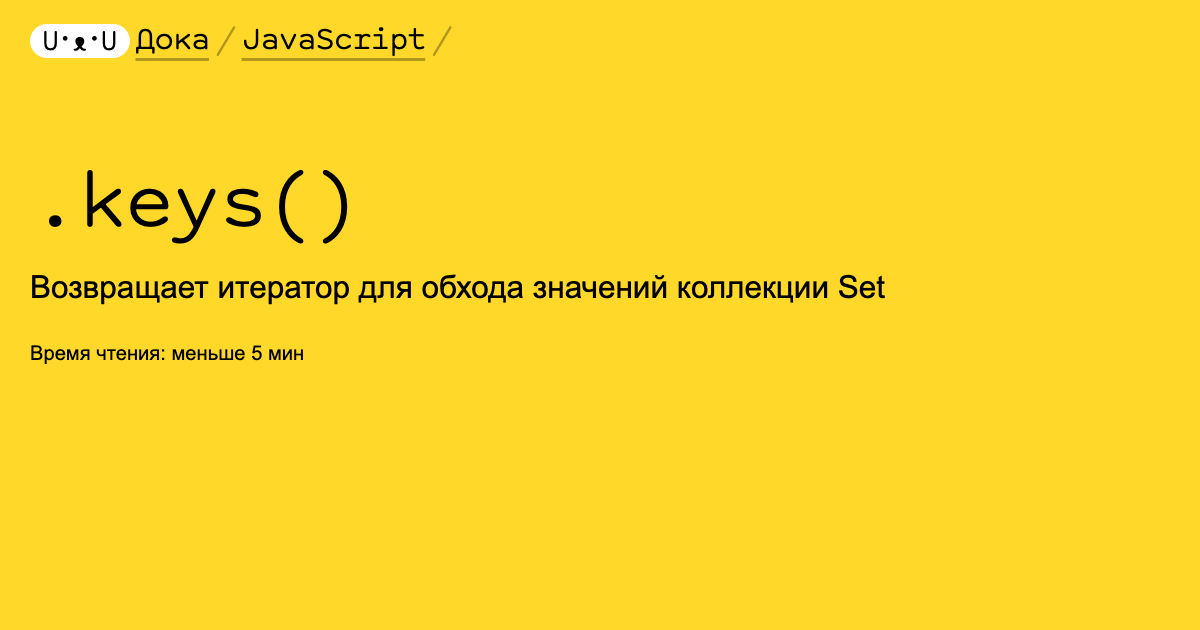 U·ᴥ·U Дока / JavaScript /
.keys()
Возвращает итератор для обхода значений коллекции Set
Время чтения: меньше 5 мин